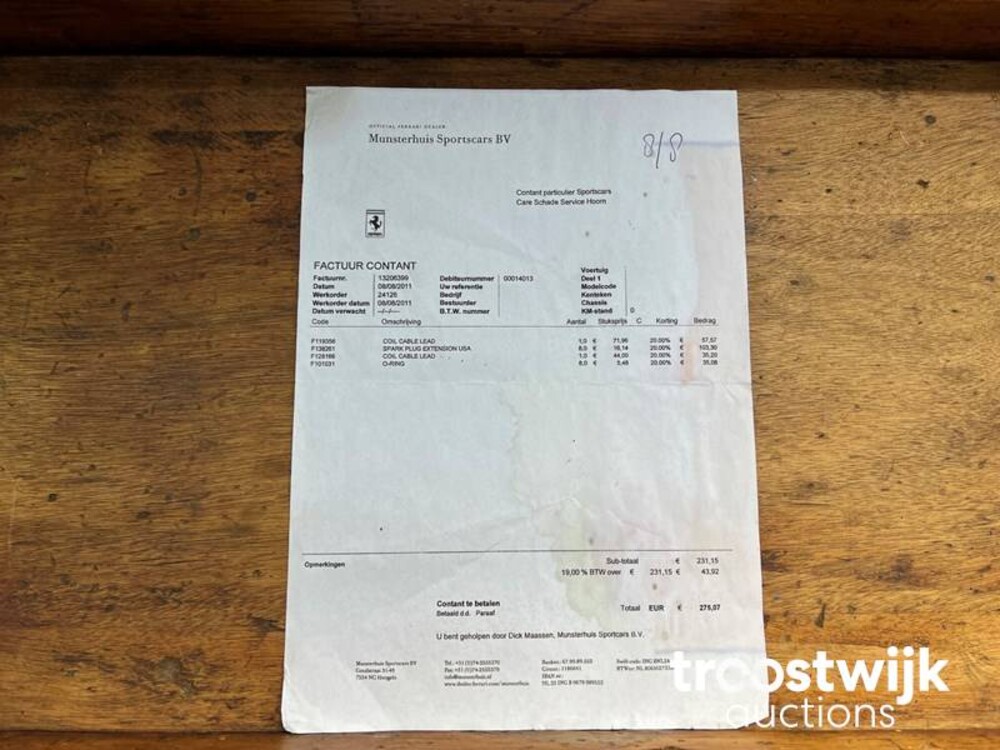 OFFICIAL FERRARI DEALER
Munsterhuis Sportscars BV
8/8
Contant particulier Sportscars
Care Schade Service Hoorn
FACTUUR CONTANT
Factuurnr. 13206399 Debiteurnummer 00014013 Voertuig
Datum 08/08/2011 Uw referentie Deel 1
Werkorder 24126 Bedrijf Modelcode
Werkorder datum 08/08/2011 Bestuurder Kenteken
Datum verwacht --/--/---- B.T.W. nummer Chassis
KM-stand 0
Code Omschrijving Aantal Stuksprijs C Korting Bedrag
COIL CABLE LEAD 1,0 € 71,96 20.00% € 57,57
SPARK PLUG EXTENSION USA 8,0 € 16,14 20.00% € 103,30
COIL CABLE LEAD 1,0 € 44,00 20.00% € 35,20
O-RING 8,0 € 5,48 20.00% € 35,08
Opmerkingen
Sub-totaal € 231,15
19,00 % BTW over € 231,15 € 43,92
Contant te betalen
Betaald d.d. Paraaf
Totaal EUR € 275,07
U bent geholpen door Dick Maassen, Munsterhuis Sportcars B.V.
Munsterhuis Sportscars BV
info@munsterhuis.nl
troostwijk
auctions